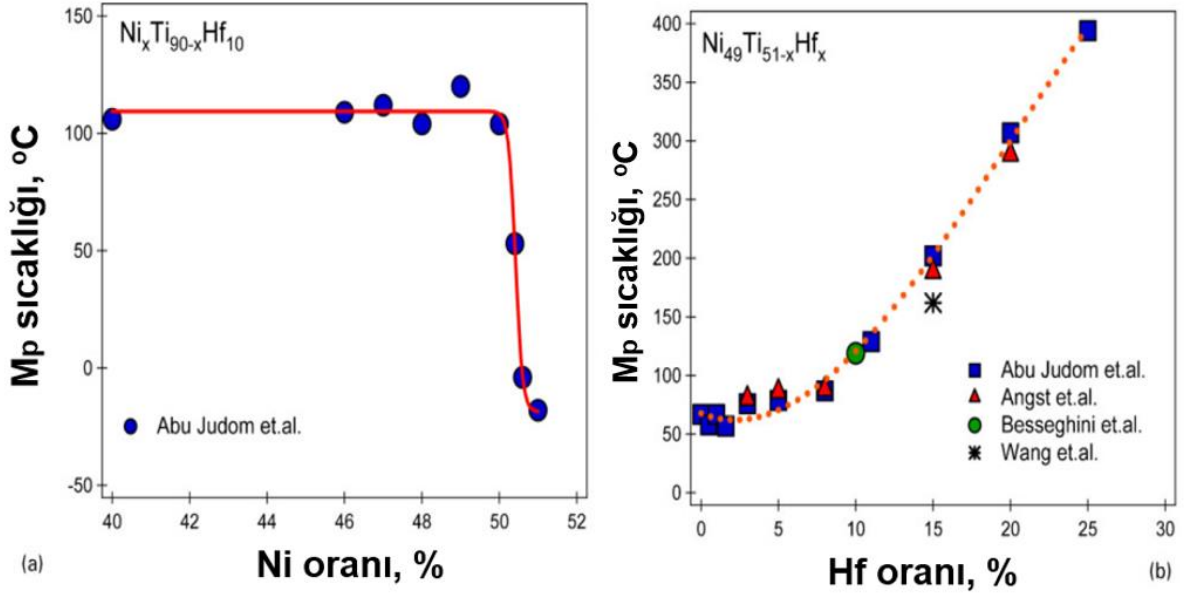 NiₓTi₉₀₋ₓHf₁₀
150
100
50
0
-50
Mp sıcaklığı, ºC
Abu Judom et.al.
40 42 44 46 48 50 52
Ni oranı, %
(a)
Ni₄₉Ti₅₁₋ₓHfₓ
400
350
300
250
200
150
100
50
0
Mp sıcaklığı, ºC
Abu Judom et.al.
Angst et.al.
Besseghini et.al.
Wang et.al.
0 5 10 15 20 25 30
Hf oranı, %
(b)